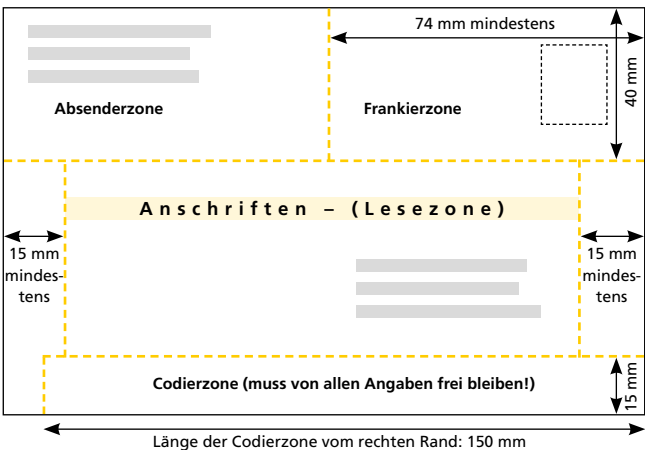 74 mm mindestens
40 mm
Absenderzone
Frankierzone
Anschriften – (Lesezone)
15 mm
mindes-
tens
15 mm
mindes-
tens
Codierzone (muss von allen Angaben frei bleiben!)
15 mm
Länge der Codierzone vom rechten Rand: 150 mm